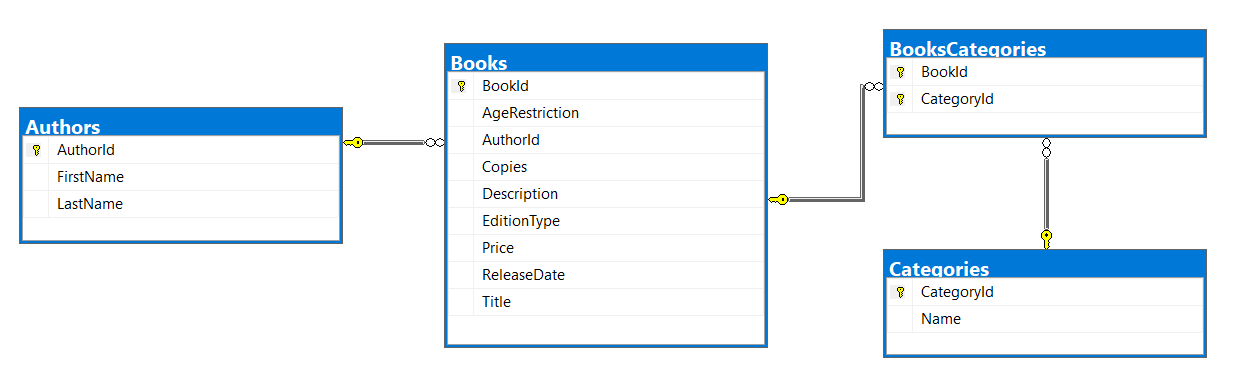 Authors
AuthorId
FirstName
LastName
Books
BookId
AgeRestriction
AuthorId
Copies
Description
EditionType
Price
ReleaseDate
Title
BooksCategories
BookId
CategoryId
Categories
CategoryId
Name